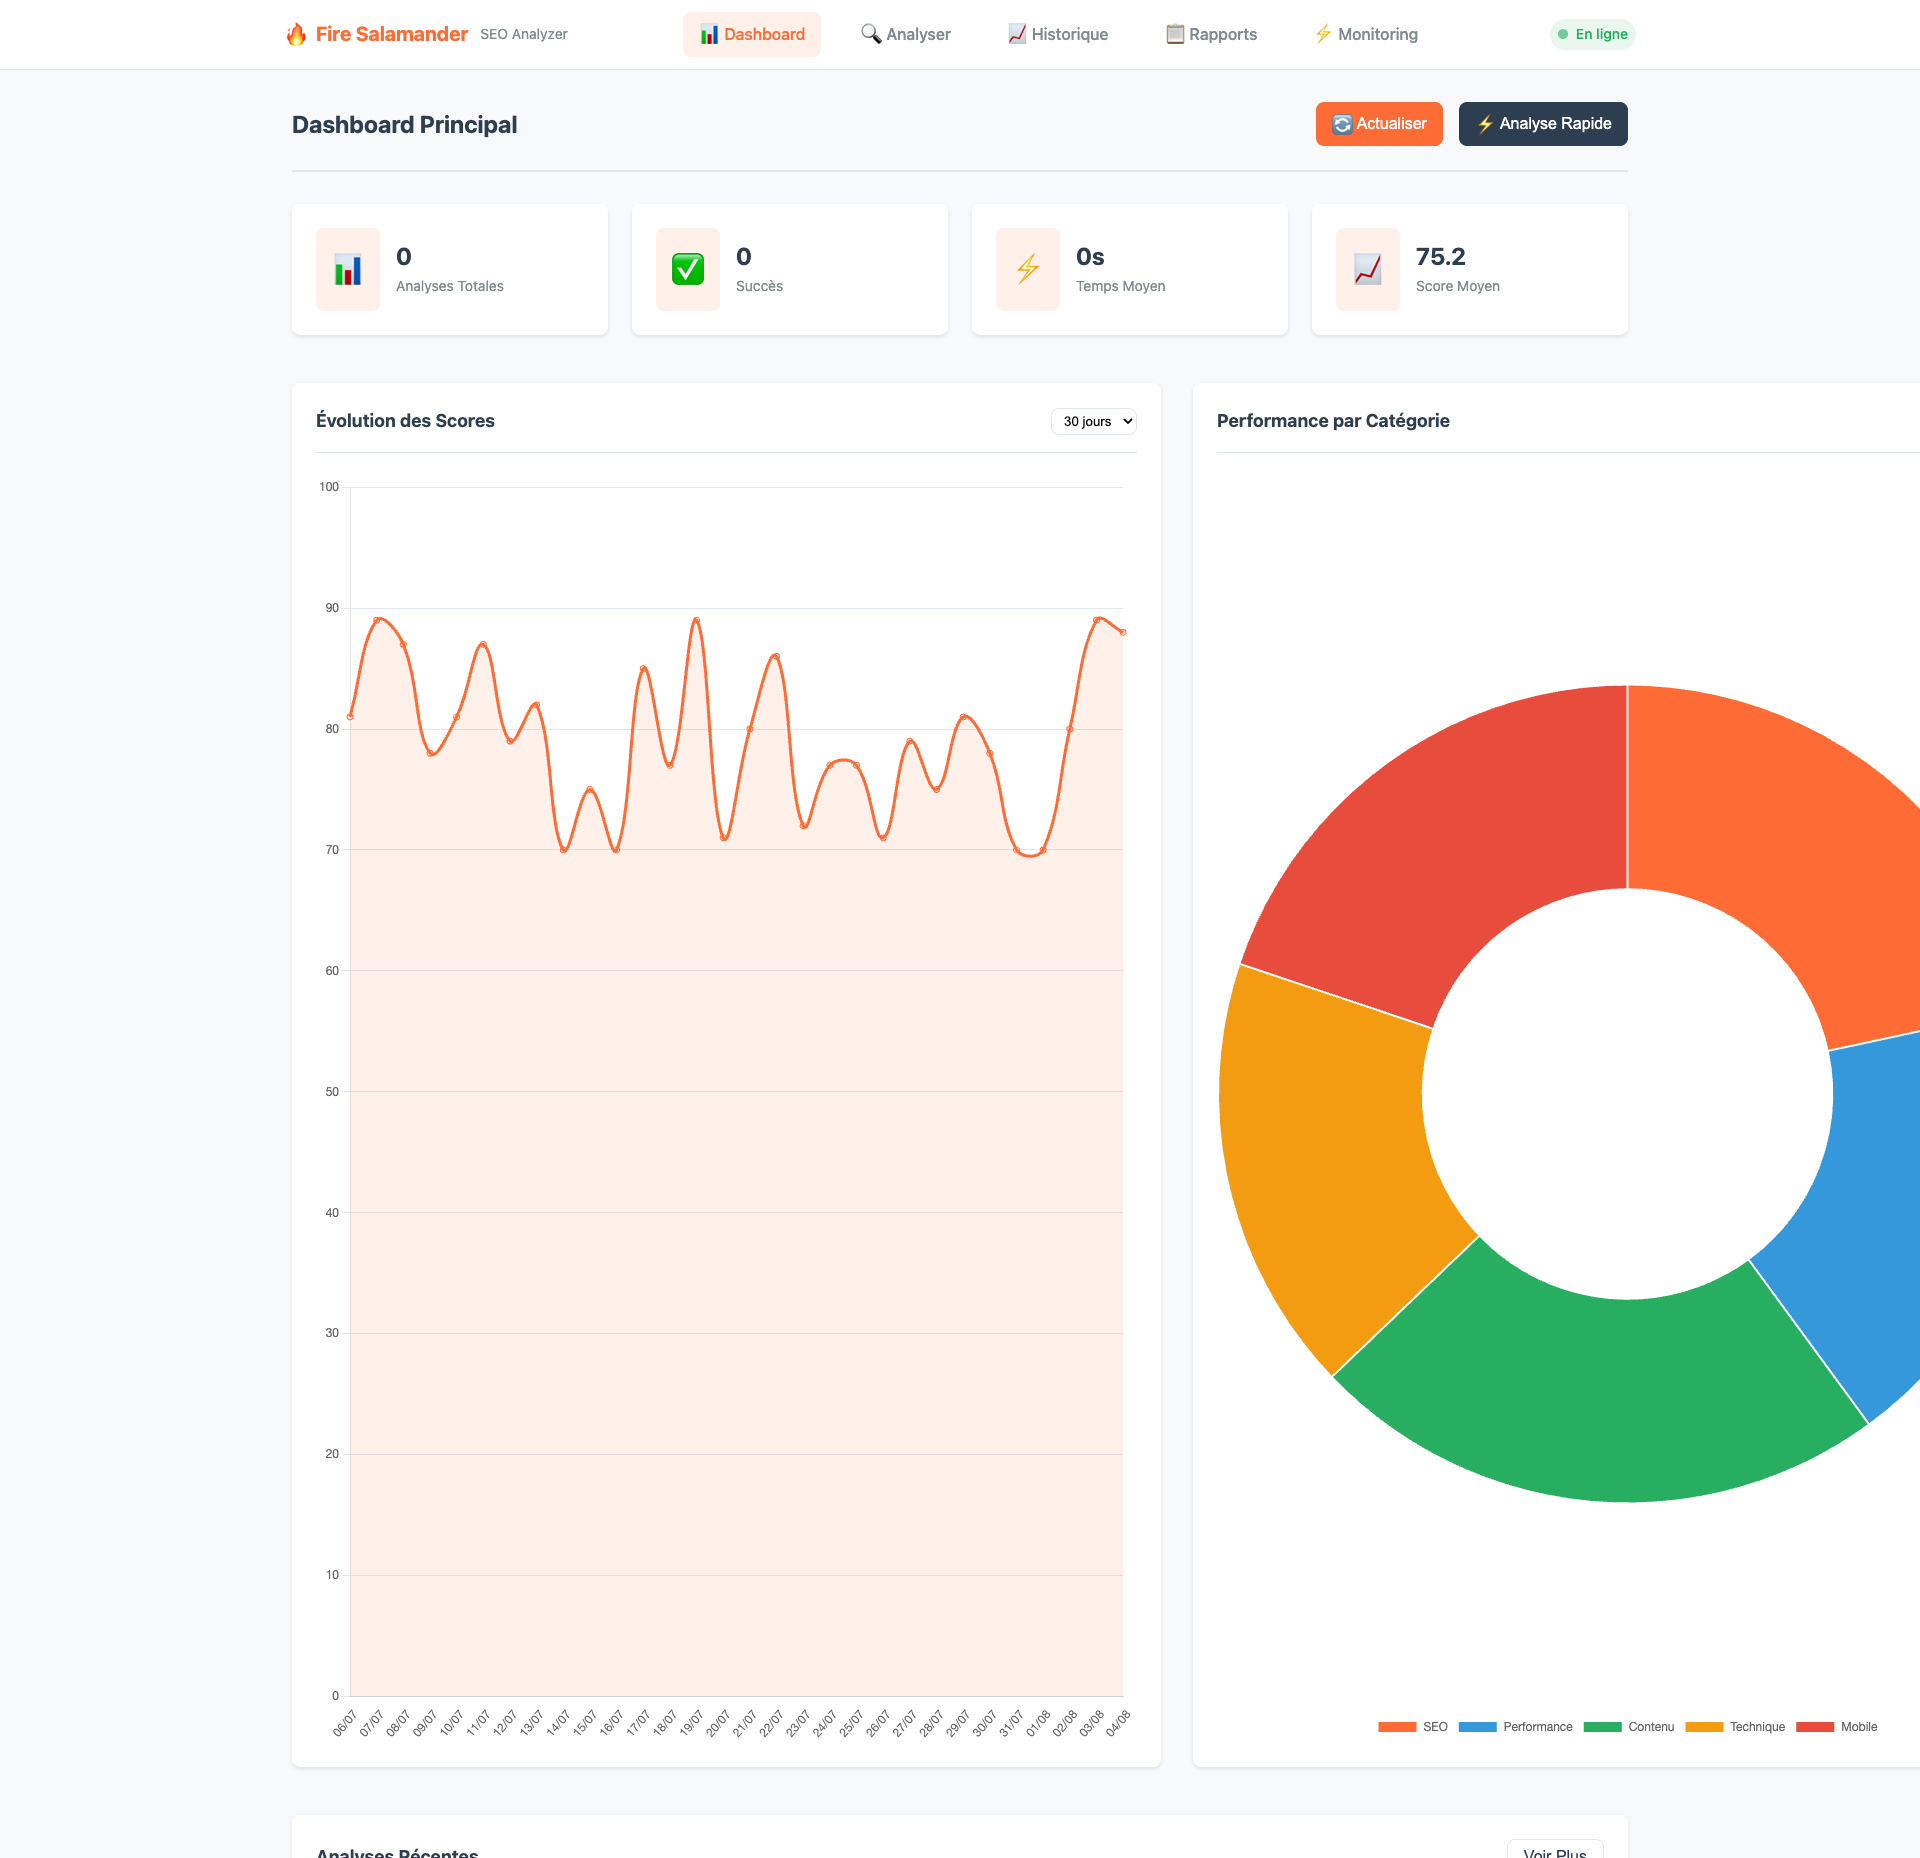 Fire Salamander SEO Analyzer Dashboard Analyser Historique Rapports Monitoring En ligne
Dashboard Principal
Actualiser Analyse Rapide
0
Analyses Totales
0
Succès
0s
Temps Moyen
75.2
Score Moyen
Évolution des Scores
30 jours
100
90
80
70
60
50
40
30
20
10
0
06/07 07/07 08/07 09/07 10/07 11/07 12/07 13/07 14/07 15/07 16/07 17/07 18/07 19/07 20/07 21/07 22/07 23/07 24/07 25/07 26/07 27/07 28/07 29/07 30/07 31/07 01/08 02/08 03/08 04/08
Performance par Catégorie
SEO Performance Contenu Technique Mobile
Analyses Récentes
Voir Plus